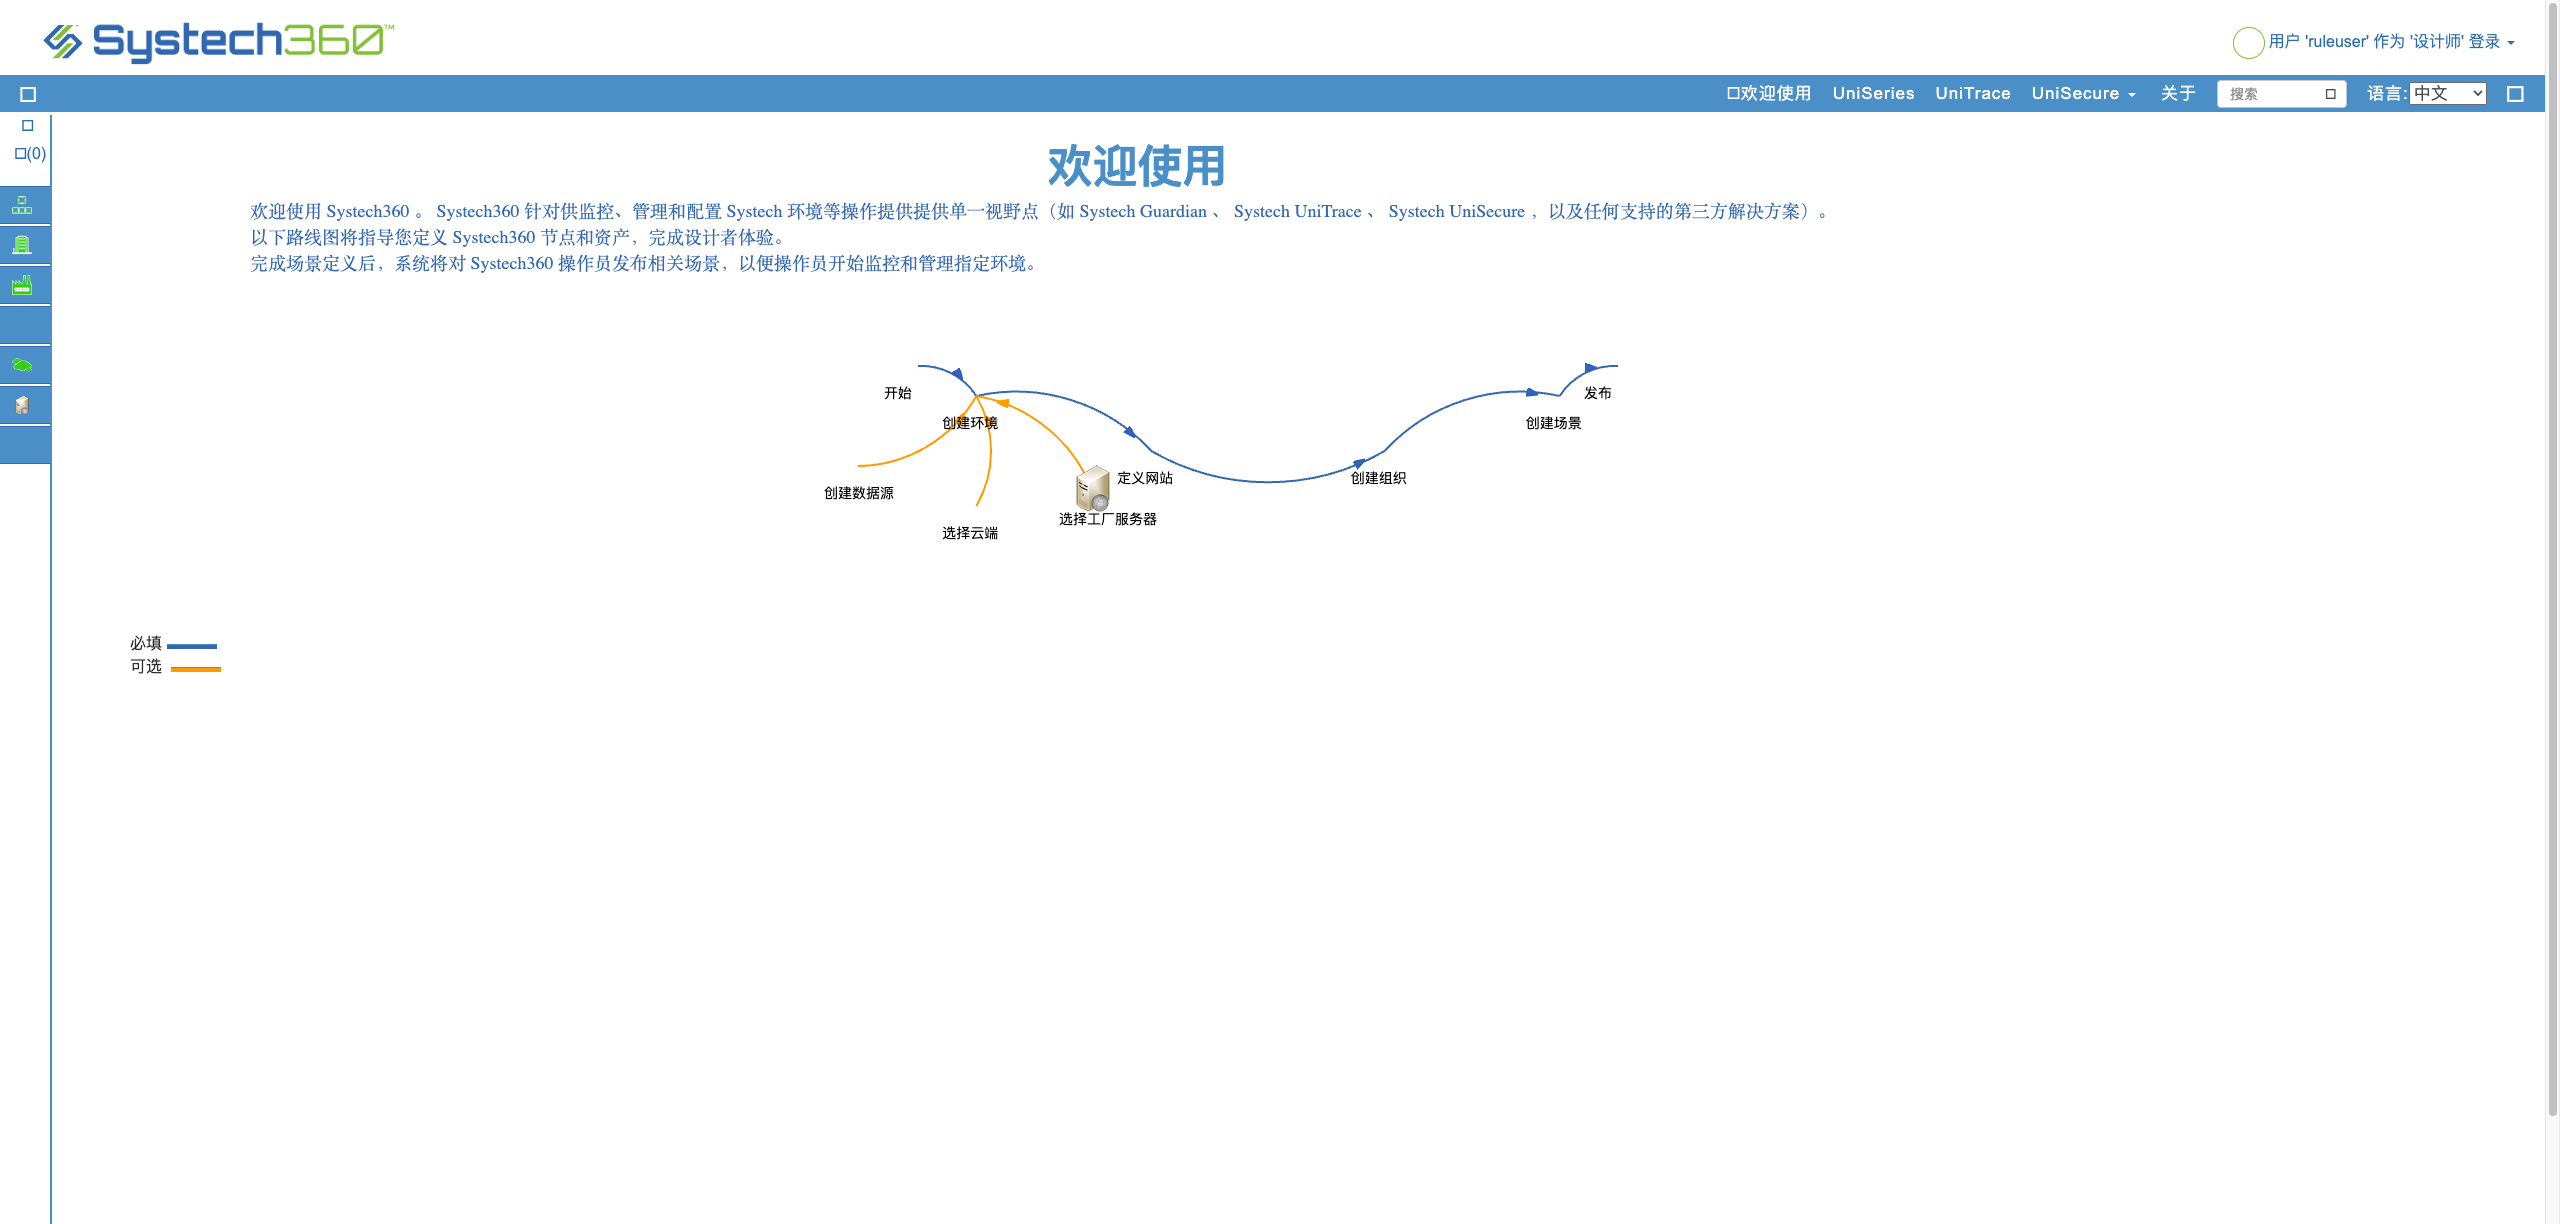 Systech360™
用户 'ruleuser' 作为 '设计师' 登录
欢迎使用 UniSeries UniTrace UniSecure 关于 搜索 语言: 中文
(0)
欢迎使用
欢迎使用 Systech360 。 Systech360 针对供监控、管理和配置 Systech 环境等操作提供提供单一视野点（如 Systech Guardian 、 Systech UniTrace 、 Systech UniSecure ，以及任何支持的第三方解决方案）。
以下路线图将指导您定义 Systech360 节点和资产，完成设计者体验。
完成场景定义后，系统将对 Systech360 操作员发布相关场景，以便操作员开始监控和管理指定环境。
开始
发布
创建环境
创建场景
定义网站
创建组织
创建数据源
选择工厂服务器
选择云端
必填
可选